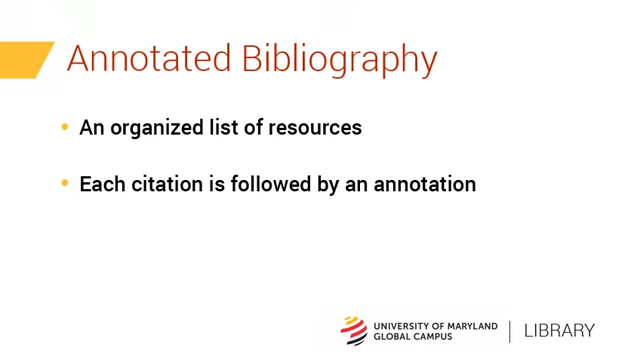 Annotated Bibliography
• An organized list of resources
• Each citation is followed by an annotation
UNIVERSITY OF MARYLAND
GLOBAL CAMPUS
LIBRARY